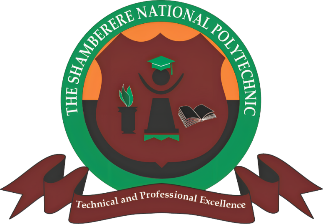 THE SHAMBERERE NATIONAL POLYTECHNIC
Technical and Professional Excellence